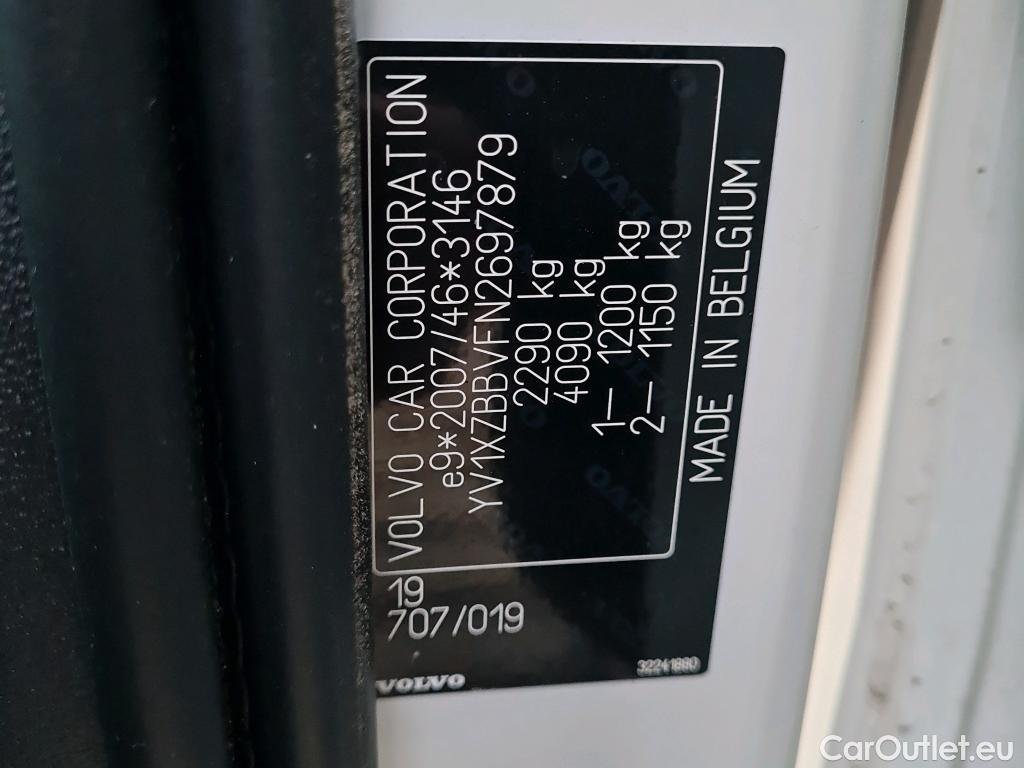 VOLVO CAR CORPORATION
e9*2007/46*3146
YV1XZBBVFN2697879
2290 kg
4090 kg
1— 1200 kg
2— 1150 kg
MADE IN BELGIUM
19
707/019
VOLVO
32241880
CarOutlet.eu